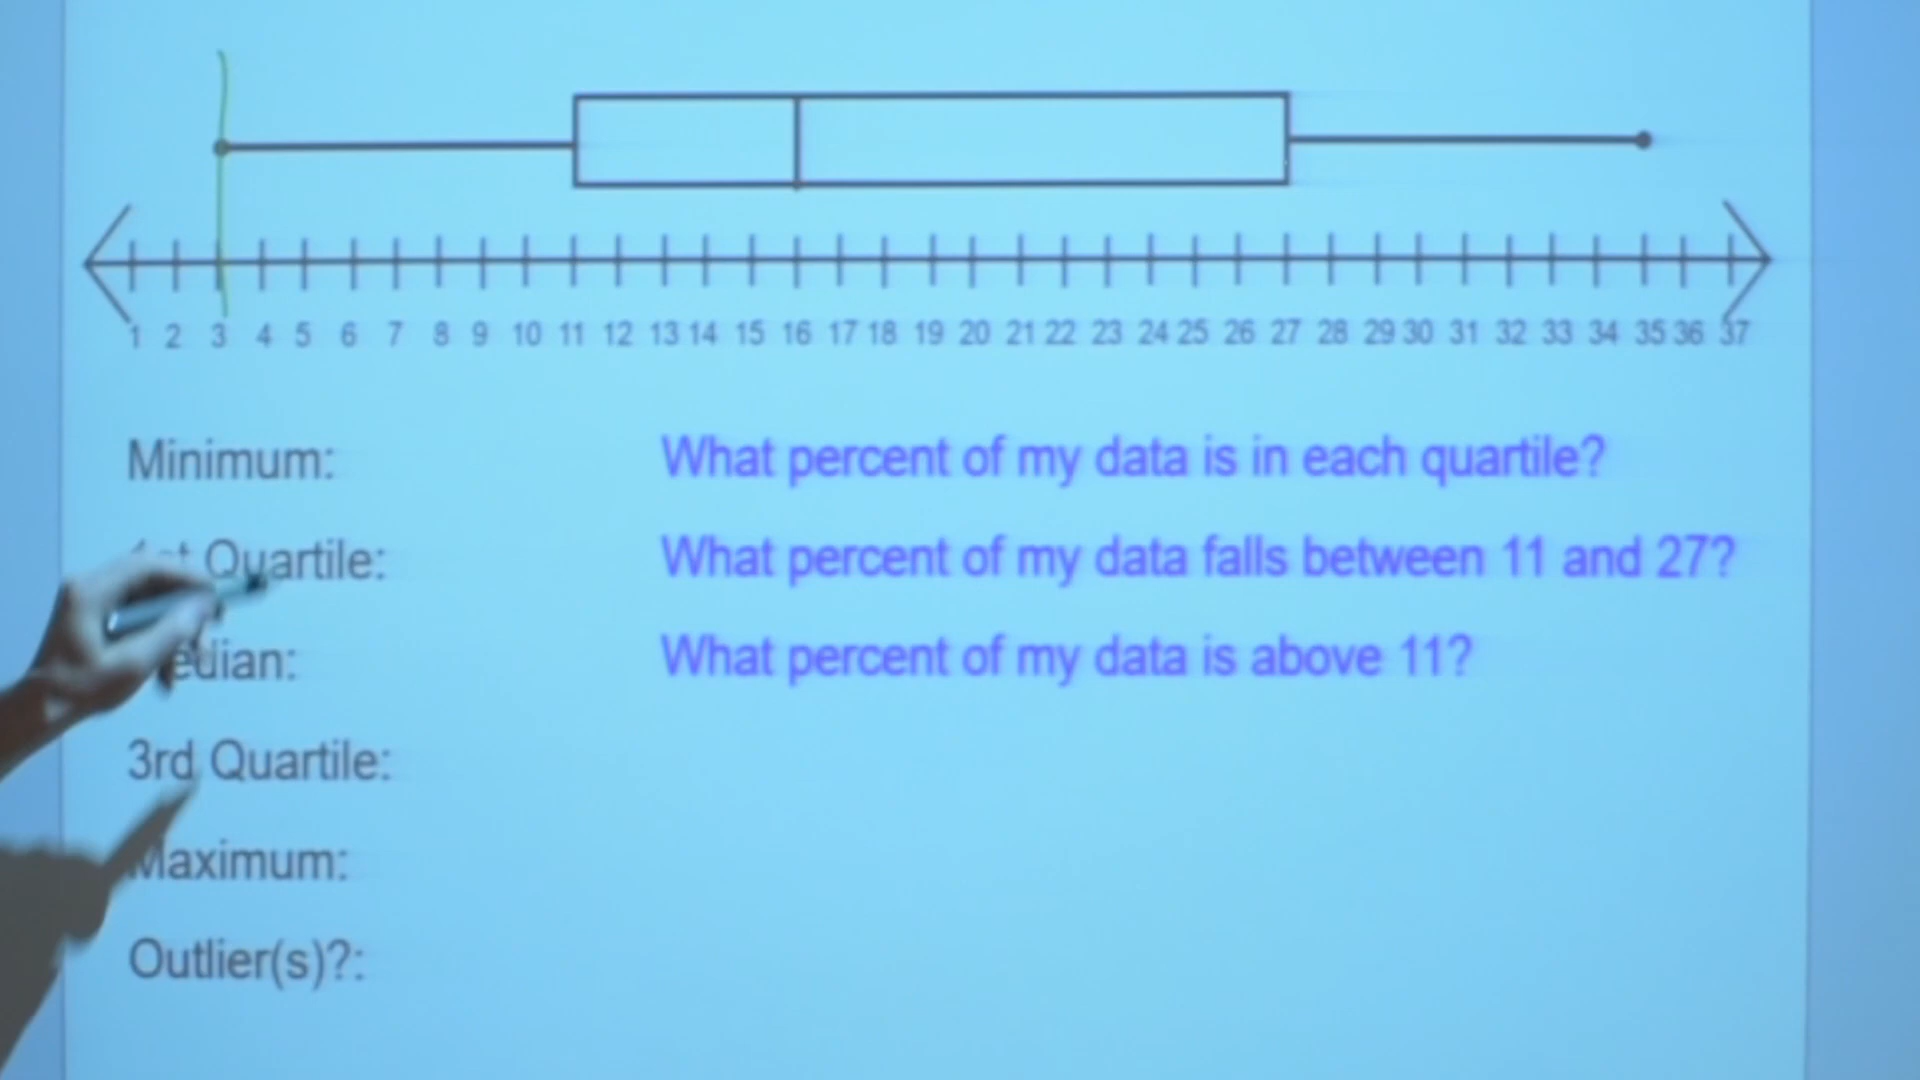 1 2 3 4 5 6 7 8 9 10 11 12 13 14 15 16 17 18 19 20 21 22 23 24 25 26 27 28 29 30 31 32 33 34 35 36 37
Minimum:
What percent of my data is in each quartile?
Quartile:
What percent of my data falls between 11 and 27?
What percent of my data is above 11?
3rd Quartile:
Maximum:
Outlier(s)?: